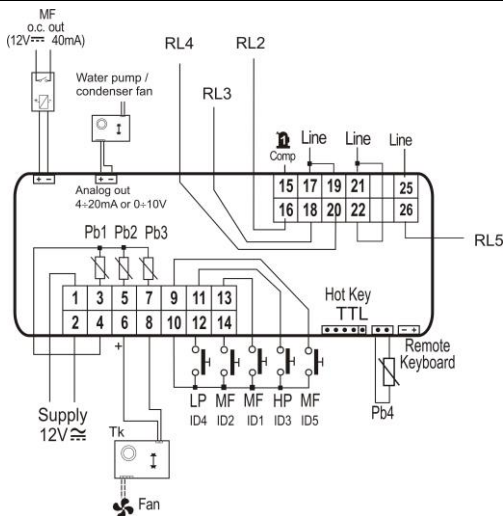 MF
o.c. out
(12V⎓ 40mA)
RL4
RL2
RL3
Water pump /
condenser fan
1
Comp
Line
Line
Line
+ -
+ -
Analog out
4÷20mA or 0÷10V
15 17 19 21 25
16 18 20 22 26
RL5
Pb1 Pb2 Pb3
1 3 5 7 9 11 13
2 4 6 8 10 12 14
+
Hot Key
TTL
- +
Remote
Keyboard
Pb4
LP MF MF HP MF
ID4 ID2 ID1 ID3 ID5
Supply
12V
Tk
Fan